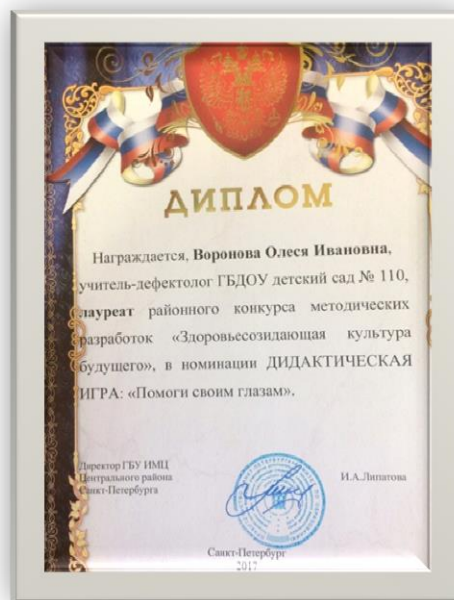 ДИПЛОМ
Награждается, Воронова Олеся Ивановна,
учитель-дефектолог ГБДОУ детский сад № 110,
лауреат районного конкурса методических
разработок «Здоровьесозидающая культура
будущего», в номинации ДИДАКТИЧЕСКАЯ
ИГРА: «Помоги своим глазам».
Директор ГБУ ИМЦ
Центрального района
Санкт-Петербурга
И.А.Липатова
Санкт-Петербург
2017